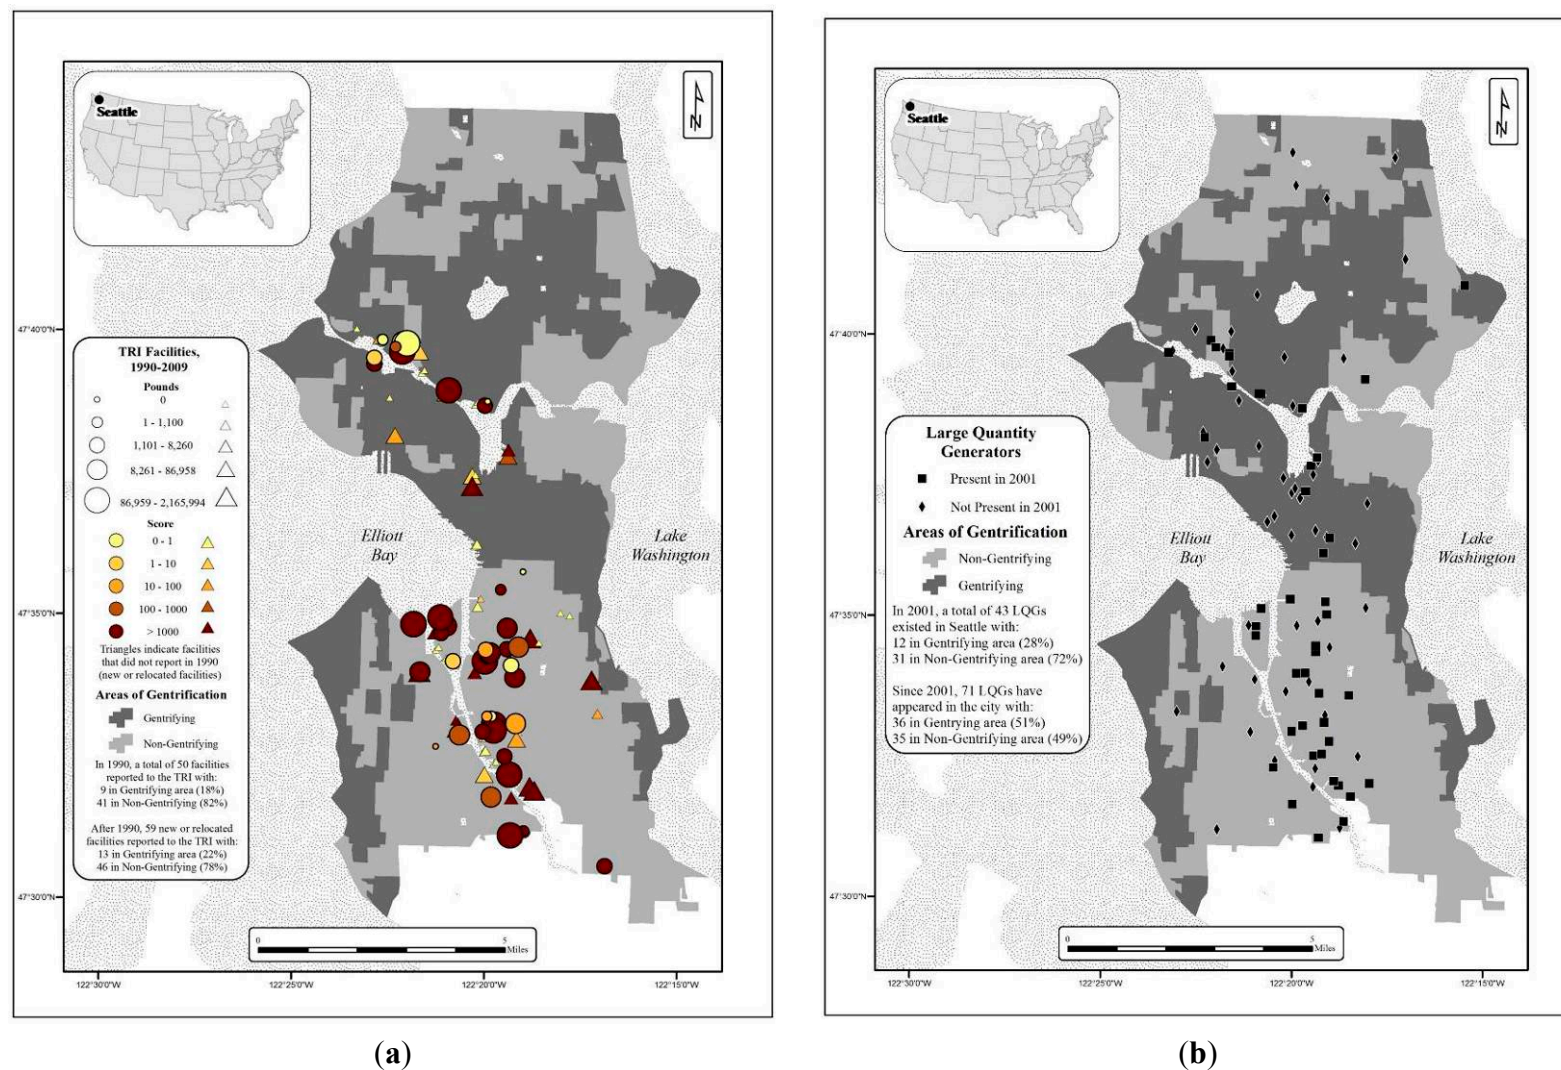 Seattle
N
47°40'0"N
47°35'0"N
47°30'0"N
TRI Facilities,
1990-2009
Pounds
0
1 - 1,100
1,101 - 8,260
8,261 - 86,958
86,959 - 2,165,994
Score
0 - 1
1 - 10
10 - 100
100 - 1000
> 1000
Triangles indicate facilities
that did not report in 1990
(new or relocated facilities)
Areas of Gentrification
Gentrifying
Non-Gentrifying
In 1990, a total of 50 facilities
reported to the TRI with:
9 in Gentrifying area (18%)
41 in Non-Gentrifying (82%)
After 1990, 59 new or relocated
facilities reported to the TRI with:
13 in Gentrifying area (22%)
46 in Non-Gentrifying (78%)
Elliott
Bay
Lake
Washington
0 5
Miles
122°30'0"W 122°25'0"W 122°20'0"W 122°15'0"W
(a)
Seattle
N
47°40'0"N
47°35'0"N
47°30'0"N
Large Quantity
Generators
Present in 2001
Not Present in 2001
Areas of Gentrification
Non-Gentrifying
Gentrifying
In 2001, a total of 43 LQGs
existed in Seattle with:
12 in Gentrifying area (28%)
31 in Non-Gentrifying area (72%)
Since 2001, 71 LQGs have
appeared in the city with:
36 in Gentrying area (51%)
35 in Non-Gentrifying area (49%)
Elliott
Bay
Lake
Washington
0 5
Miles
122°30'0"W 122°25'0"W 122°20'0"W 122°15'0"W
(b)